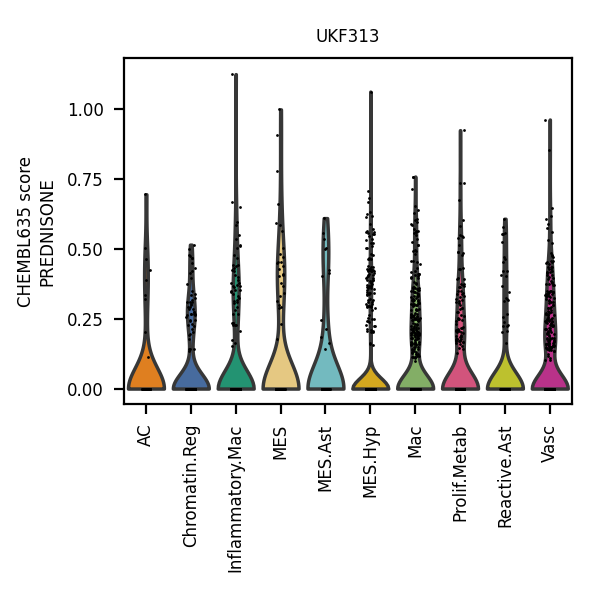 UKF313
CHEMBL635 score
PREDNISONE
1.00
0.75
0.50
0.25
0.00
AC
Chromatin.Reg
Inflammatory.Mac
MES
MES.Ast
MES.Hyp
Mac
Prolif.Metab
Reactive.Ast
Vasc